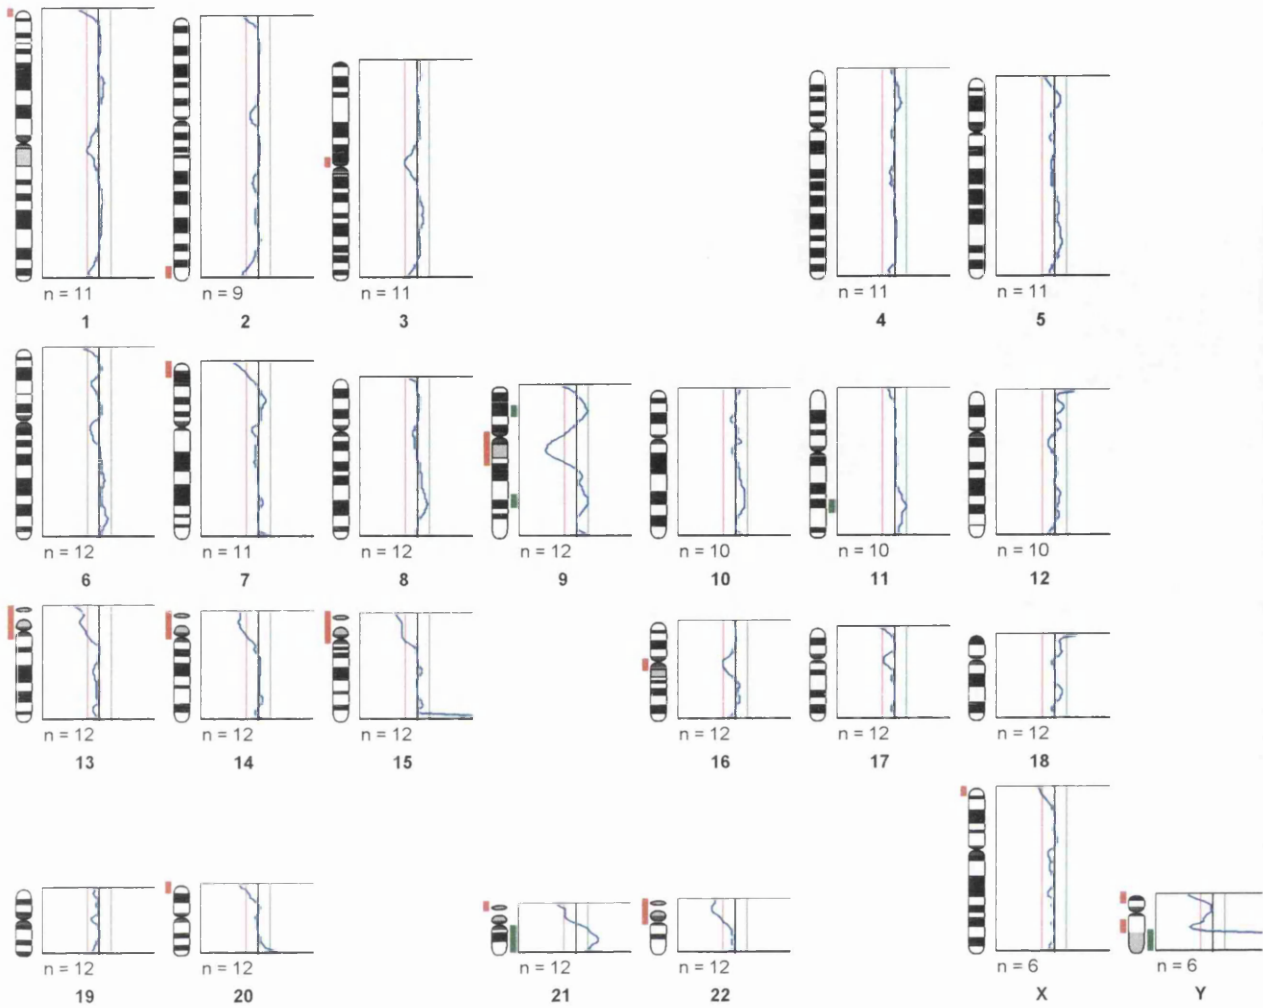 n = 11
n = 9
n = 11
n = 11
n = 11
1
2
3
4
5
n = 12
n = 11
n = 12
n = 12
n = 10
n = 10
n = 10
6
7
8
9
10
11
12
n = 12
n = 12
n = 12
n = 12
n = 12
n = 12
13
14
15
16
17
18
n = 12
n = 12
n = 12
n = 12
n = 6
n = 6
19
20
21
22
X
Y